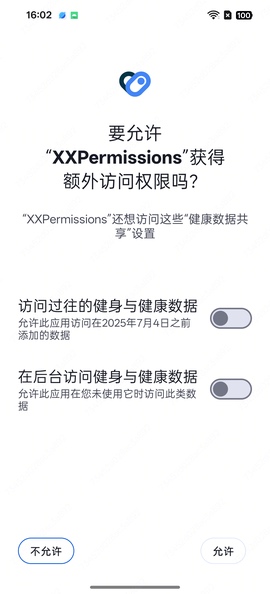 16:02
100
要允许
“XXPermissions”获得
额外访问权限吗？
“XXPermissions”还想访问这些“健康数据共
享”设置
访问过往的健身与健康数据
允许此应用访问在2025年7月4日之前
添加的数据
在后台访问健身与健康数据
允许此应用在您未使用它时访问此类数
据
不允许
允许